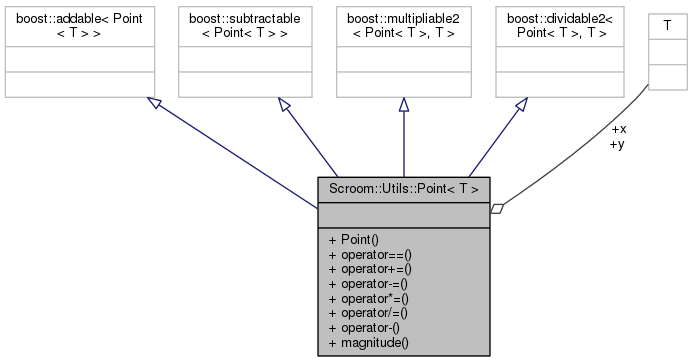 boost::addable< Point
< T > >
boost::subtractable
< Point< T > >
boost::multipliable2
< Point< T >, T >
boost::dividable2<
Point< T >, T >
T
+x
+y
Scroom::Utils::Point< T >
+ Point()
+ operator==()
+ operator+=()
+ operator-=()
+ operator*=()
+ operator/=()
+ operator-()
+ magnitude()